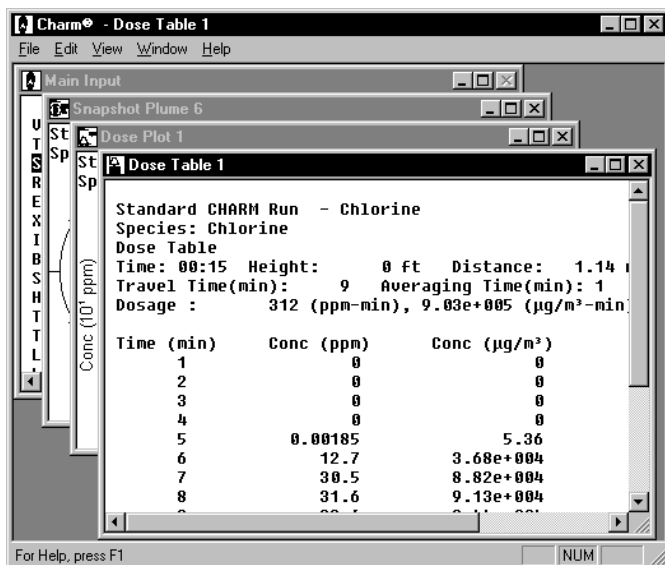 Charm® - Dose Table 1
File Edit View Window Help
Main Input
Snapshot Plume 6
Dose Plot 1
Dose Table 1
U
T
S
R
E
X
I
B
S
H
T
T
L
St
Sp
St
Sp
Conc (10¹ ppm)
Standard CHARM Run - Chlorine
Species: Chlorine
Dose Table
Time: 00:15 Height: 0 ft Distance: 1.14
Travel Time(min): 9 Averaging Time(min): 1
Dosage : 312 (ppm-min), 9.03e+005 (µg/m³-min)
Time (min) Conc (ppm) Conc (µg/m³)
1 0 0
2 0 0
3 0 0
4 0 0
5 0.00185 5.36
6 12.7 3.68e+004
7 30.5 8.82e+004
8 31.6 9.13e+004
For Help, press F1
NUM